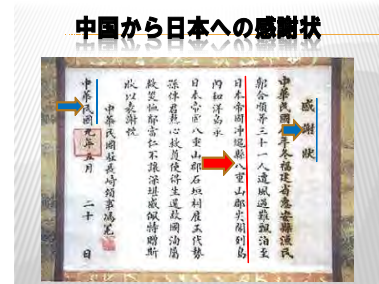 中国から日本への感謝状
感謝狀
中華民國八年冬福建省惠安縣漁民
郭合順等三十一人遭風遇難飄泊至
日本帝國沖繩縣八重山郡尖閣列島
內和洋島承
日本帝國八重山郡石垣村雇玉代勢
孫伴君熱心救護使得生還故國洵屬
救災恤鄰當仁不讓深堪感佩特贈斯
狀以表謝忱
中華民國駐長崎領事馮冕
中華民國九年五月二十日